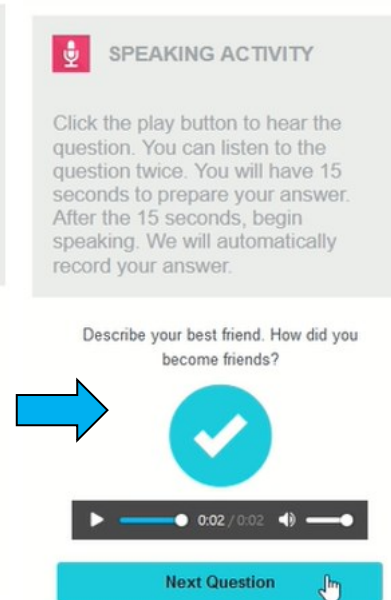 SPEAKING ACTIVITY
Click the play button to hear the
question. You can listen to the
question twice. You will have 15
seconds to prepare your answer.
After the 15 seconds, begin
speaking. We will automatically
record your answer.
Describe your best friend. How did you
become friends?
0:02 / 0:02
Next Question